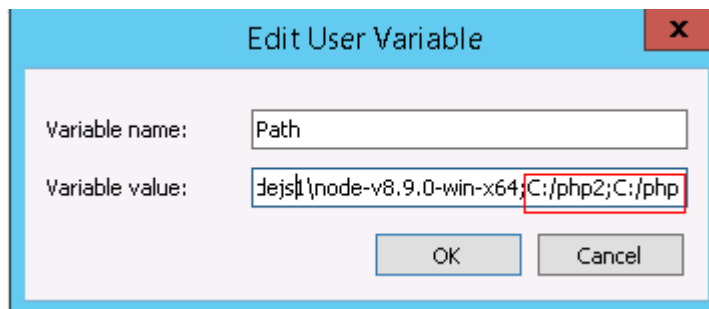 Edit User Variable
x
Variable name: Path
Variable value: dejs1\node-v8.9.0-win-x64;C:/php2;C:/php
OK Cancel